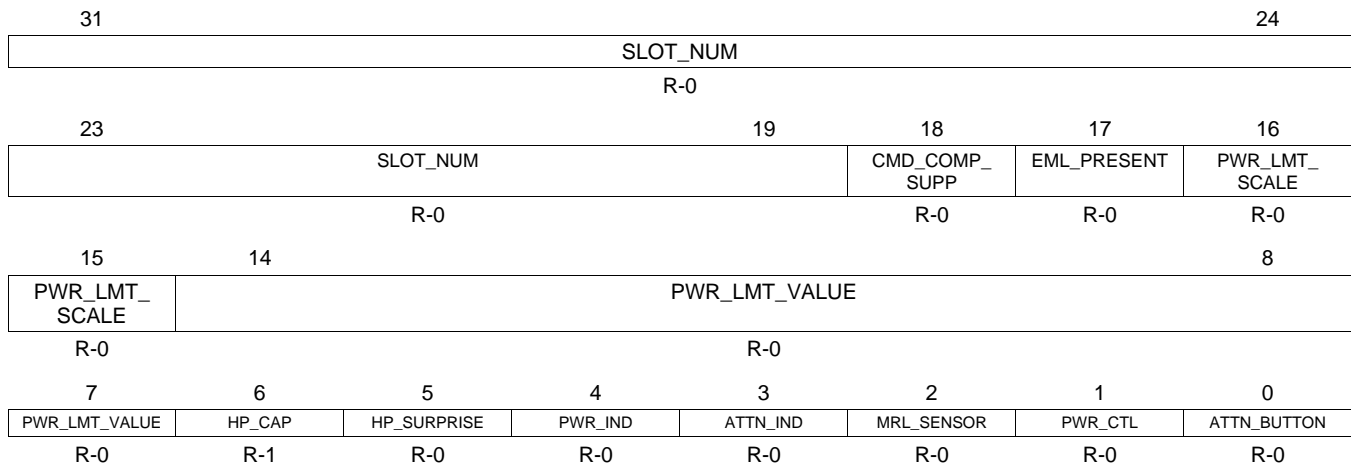 31 24
SLOT_NUM
R-0
23 19 18 17 16
SLOT_NUM CMD_COMP_ EML_PRESENT PWR_LMT_
SUPP SCALE
R-0 R-0 R-0 R-0
15 14 8
PWR_LMT_ PWR_LMT_VALUE
SCALE
R-0 R-0
7 6 5 4 3 2 1 0
PWR_LMT_VALUE HP_CAP HP_SURPRISE PWR_IND ATTN_IND MRL_SENSOR PWR_CTL ATTN_BUTTON
R-0 R-1 R-0 R-0 R-0 R-0 R-0 R-0